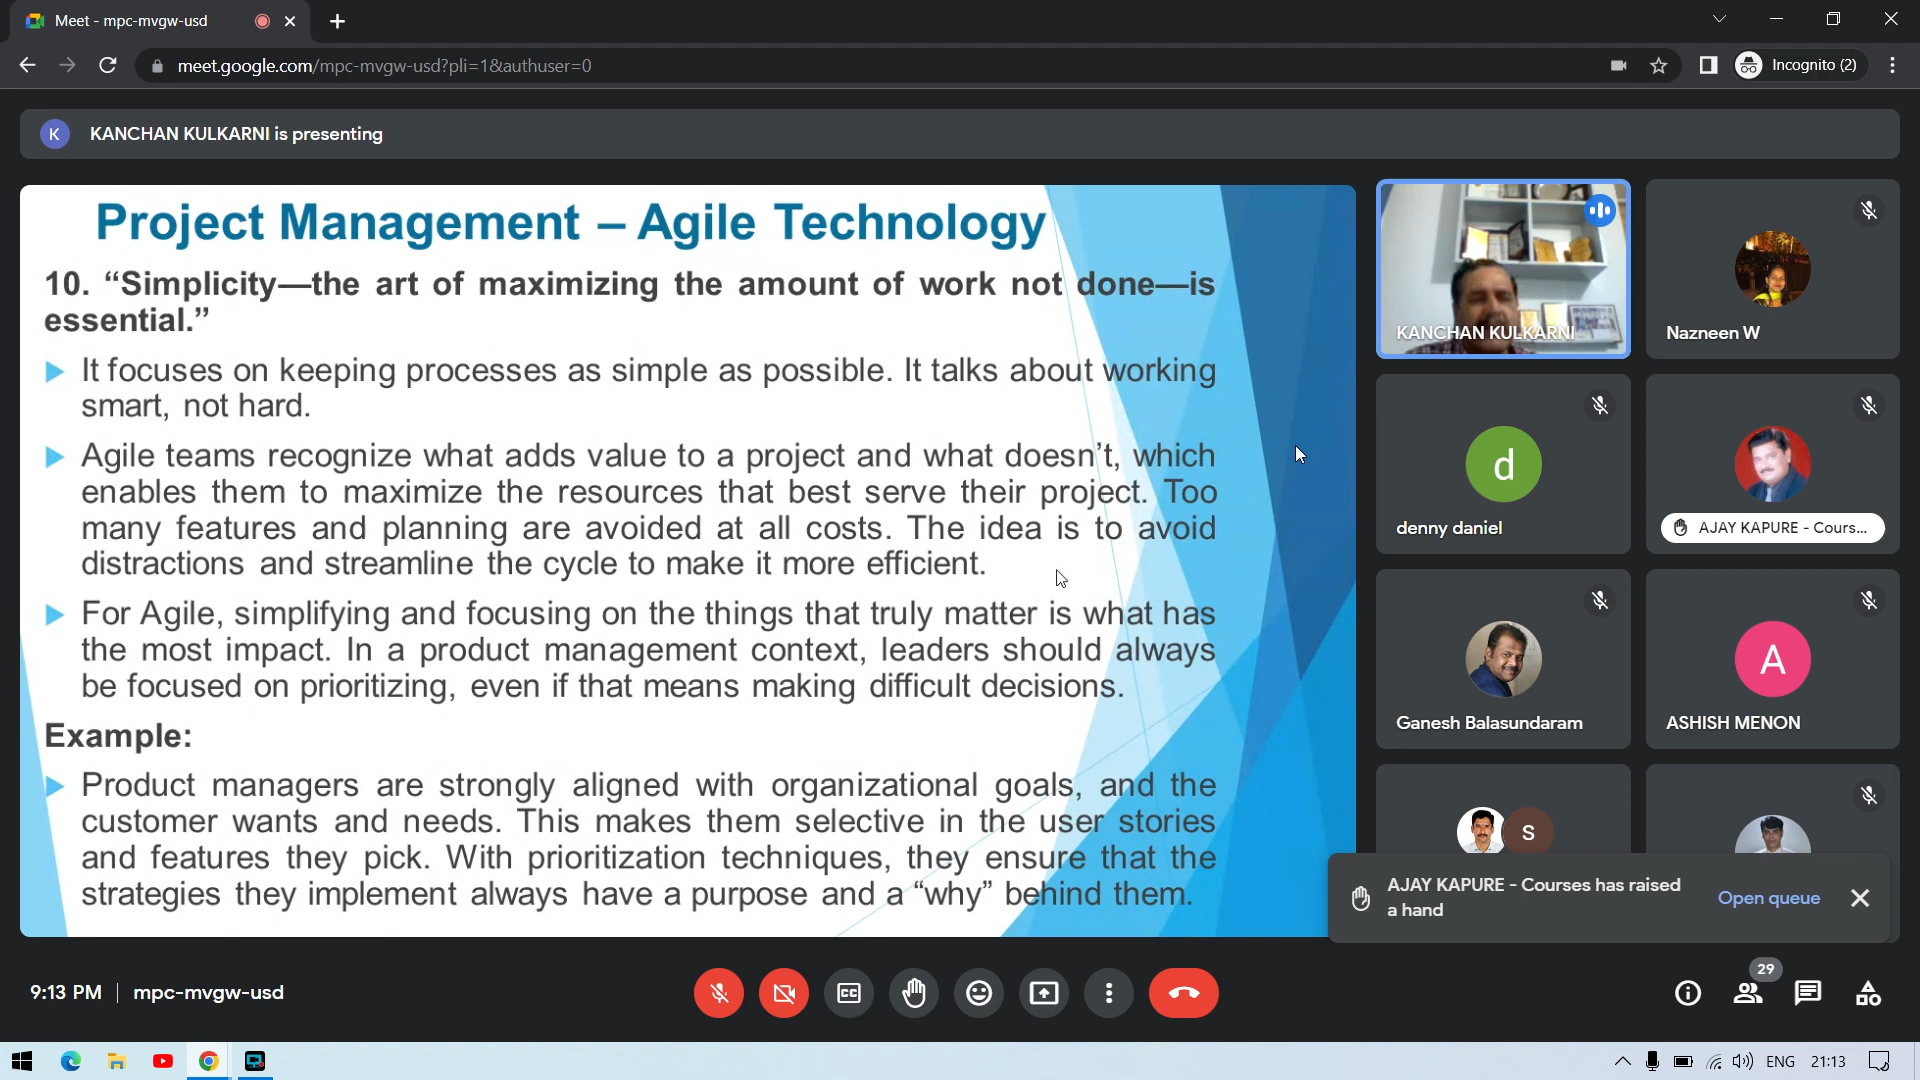 Meet - mpc-mvgw-usd
meet.google.com/mpc-mvgw-usd?pli=1&authuser=0
Incognito (2)
K
KANCHAN KULKARNI is presenting
Project Management – Agile Technology
10. “Simplicity—the art of maximizing the amount of work not done—is
essential.”
It focuses on keeping processes as simple as possible. It talks about working
smart, not hard.
Agile teams recognize what adds value to a project and what doesn’t, which
enables them to maximize the resources that best serve their project. Too
many features and planning are avoided at all costs. The idea is to avoid
distractions and streamline the cycle to make it more efficient.
For Agile, simplifying and focusing on the things that truly matter is what has
the most impact. In a product management context, leaders should always
be focused on prioritizing, even if that means making difficult decisions.
Example:
Product managers are strongly aligned with organizational goals, and the
customer wants and needs. This makes them selective in the user stories
and features they pick. With prioritization techniques, they ensure that the
strategies they implement always have a purpose and a “why” behind them.
KANCHAN KULKARNI
Nazneen W
d
denny daniel
AJAY KAPURE - Cours...
Ganesh Balasundaram
A
ASHISH MENON
S
AJAY KAPURE - Courses has raised
a hand
Open queue
9:13 PM | mpc-mvgw-usd
CC
29
ENG
21:13